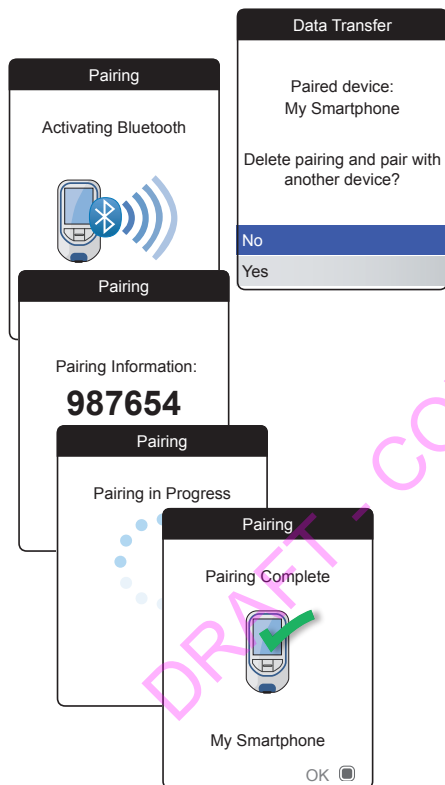 Data Transfer
Paired device:
My Smartphone
Delete pairing and pair with
another device?
No
Yes
Pairing
Activating Bluetooth
Pairing
Pairing Information:
987654
Pairing
Pairing in Progress
Pairing
Pairing Complete
My Smartphone
OK
DRAFT - CO